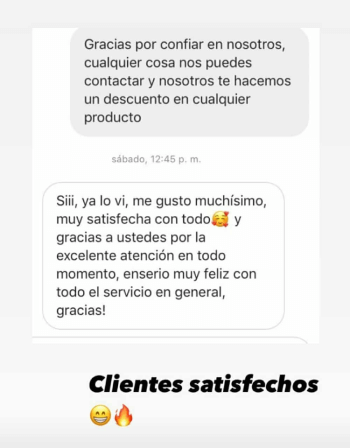 Gracias por confiar en nosotros,
cualquier cosa nos puedes
contactar y nosotros te hacemos
un descuento en cualquier
producto
sábado, 12:45 p. m.
Siii, ya lo vi, me gusto muchísimo,
muy satisfecha con todo🥰 y
gracias a ustedes por la
excelente atención en todo
momento, enserio muy feliz con
todo el servicio en general,
gracias!
Clientes satisfechos
😁🔥